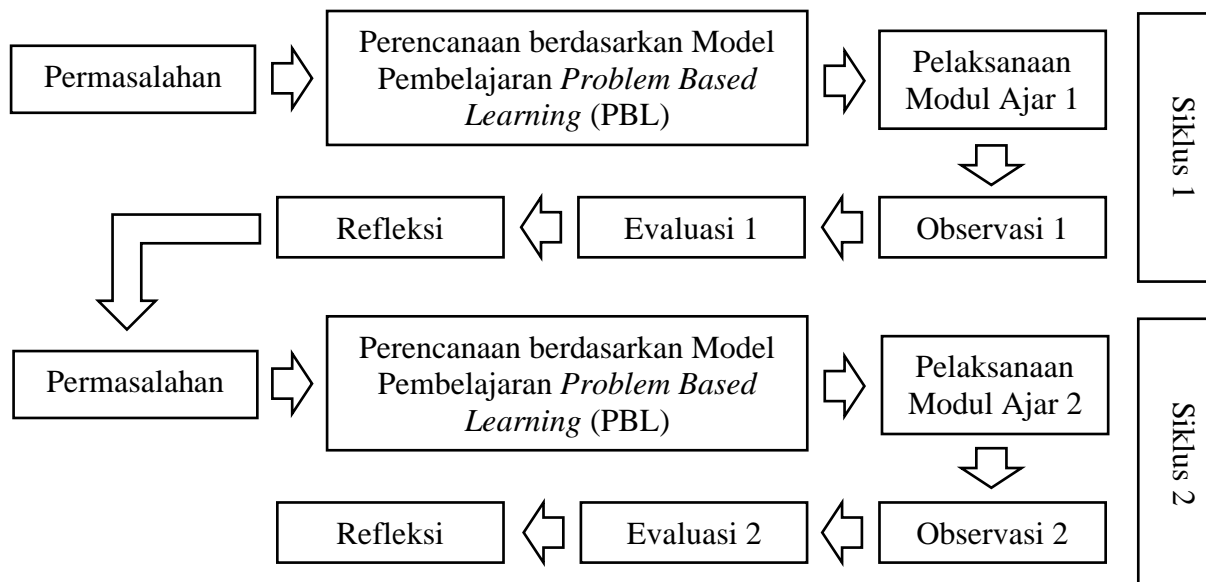 Permasalahan
Perencanaan berdasarkan Model
Pembelajaran Problem Based
Learning (PBL)
Pelaksanaan
Modul Ajar 1
Siklus 1
Refleksi
Evaluasi 1
Observasi 1
Permasalahan
Perencanaan berdasarkan Model
Pembelajaran Problem Based
Learning (PBL)
Pelaksanaan
Modul Ajar 2
Siklus 2
Refleksi
Evaluasi 2
Observasi 2